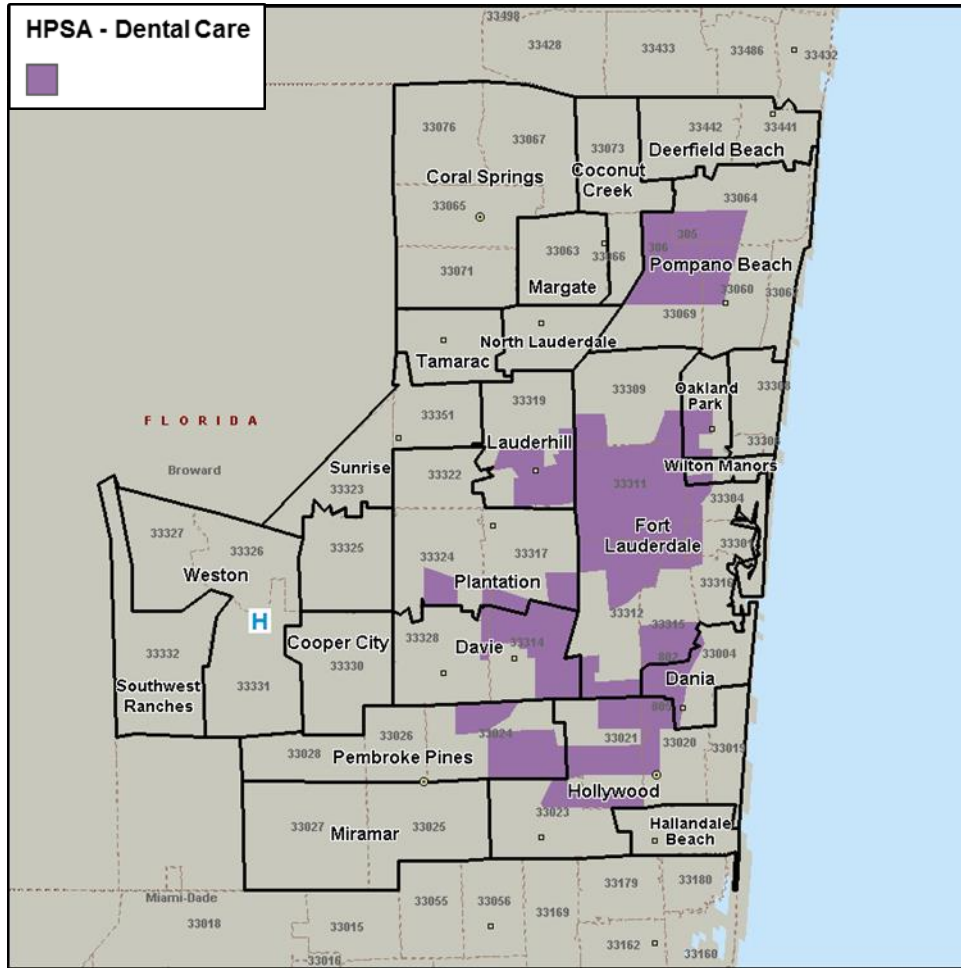 HPSA - Dental Care
33498
33428
33433
33486
33432
33076
33067
33073
33442
33441
Deerfield Beach
Coconut
Creek
Coral Springs
33065
33064
305
306
33063
33066
Pompano Beach
33071
Margate
33060
33062
33069
North Lauderdale
Tamarac
33309
Oakland
Park
33308
33319
33351
FLORIDA
Lauderhill
Broward
Sunrise
33323
33322
Wilton Manors
33311
33304
Fort
Lauderdale
33301
33327
33326
33325
33324
33317
Weston
Plantation
33316
H
33312
33315
Cooper City
33328
33314
Davie
802
33004
33332
33330
Dania
Southwest
Ranches
33331
33026
33024
33021
33020
33019
33028
Pembroke Pines
Hollywood
33023
33027
Miramar
33025
Hallandale
Beach
33179
33180
Miami-Dade
33018
33055
33056
33169
33015
33162
33160
33016